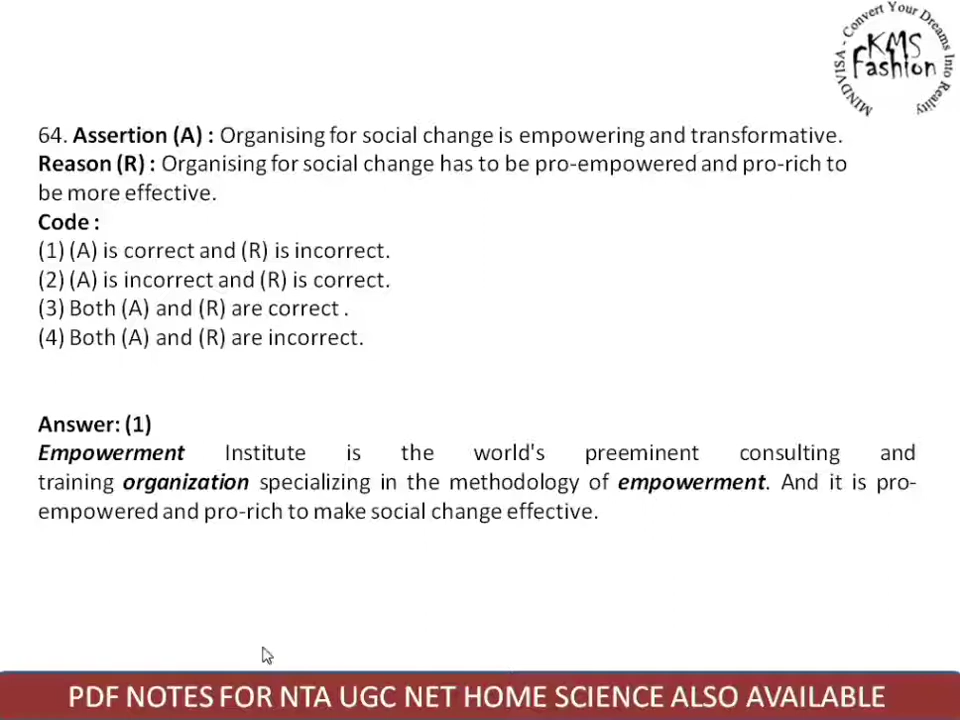 MINDVISA - Convert Your Dreams Into Reality
KMS
Fashion
64. Assertion (A) : Organising for social change is empowering and transformative.
Reason (R) : Organising for social change has to be pro-empowered and pro-rich to
be more effective.
Code :
(1) (A) is correct and (R) is incorrect.
(2) (A) is incorrect and (R) is correct.
(3) Both (A) and (R) are correct .
(4) Both (A) and (R) are incorrect.
Answer: (1)
Empowerment Institute is the world's preeminent consulting and
training organization specializing in the methodology of empowerment. And it is pro-
empowered and pro-rich to make social change effective.
PDF NOTES FOR NTA UGC NET HOME SCIENCE ALSO AVAILABLE